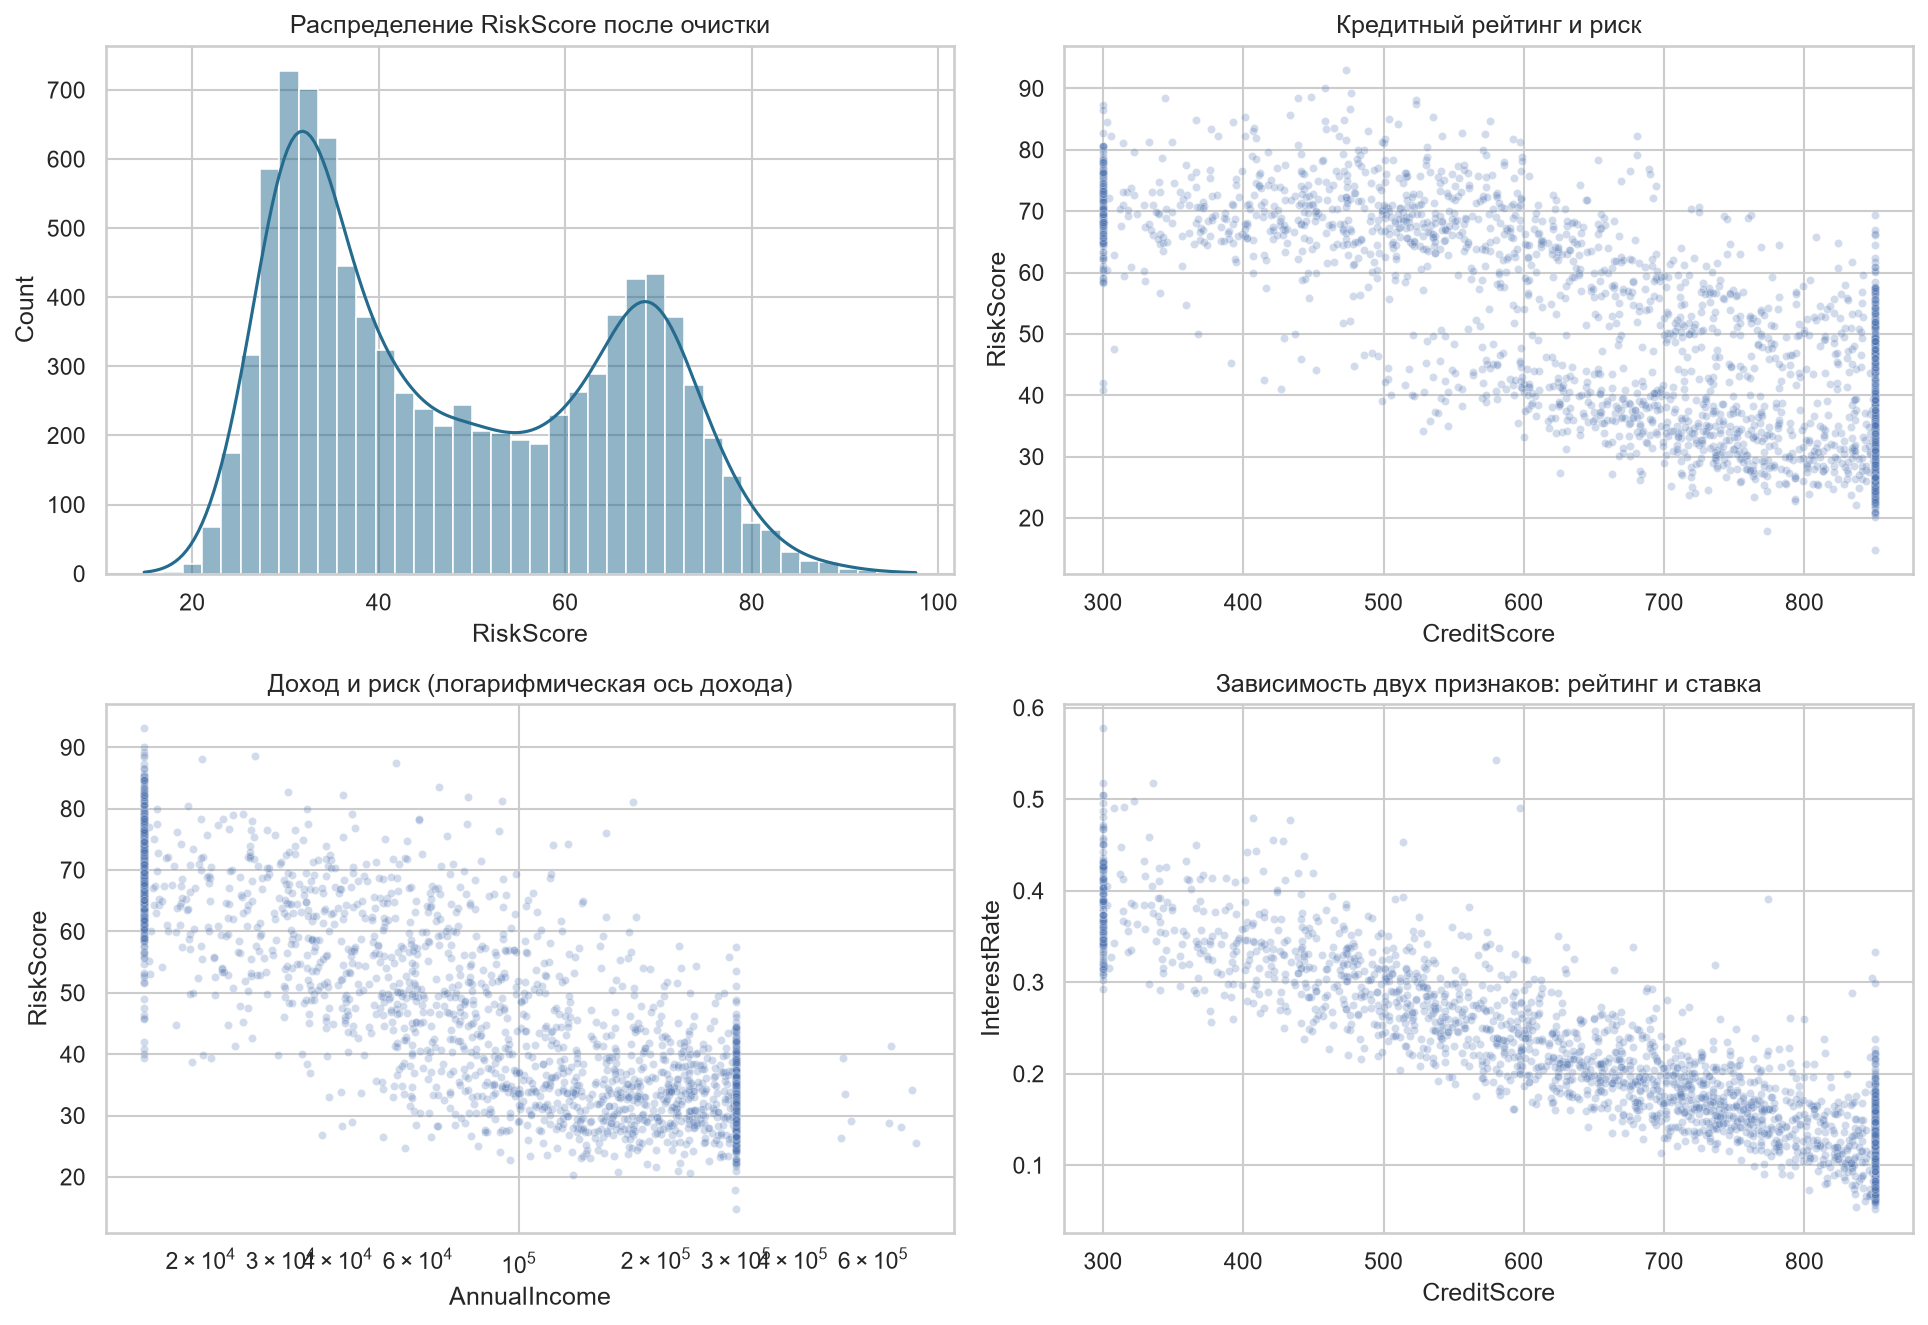 Распределение RiskScore после очистки
700
600
500
400
300
200
100
0
Count
20 40 60 80 100
RiskScore
Кредитный рейтинг и риск
90
80
70
60
50
40
30
20
RiskScore
300 400 500 600 700 800
CreditScore
Доход и риск (логарифмическая ось дохода)
90
80
70
60
50
40
30
20
RiskScore
2 × 10⁴ 3 × 10⁴ 4 × 10⁴ 6 × 10⁴ 10⁵ 2 × 10⁵ 3 × 10⁵ 4 × 10⁵ 6 × 10⁵
AnnualIncome
Зависимость двух признаков: рейтинг и ставка
0.6
0.5
0.4
0.3
0.2
0.1
InterestRate
300 400 500 600 700 800
CreditScore